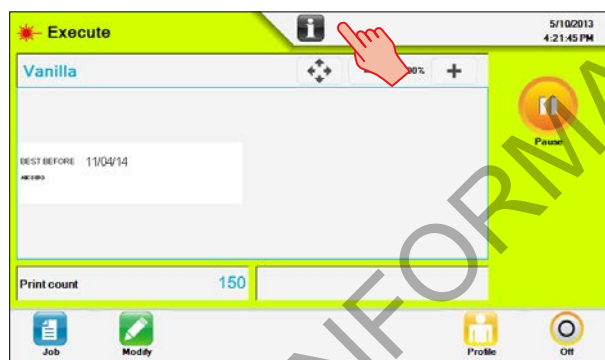 Execute
5/10/2013
4:21:45 PM
Vanilla
90%
Pause
BEST BEFORE 11/04/14
Print count 150
Job
Modify
Profile
Off